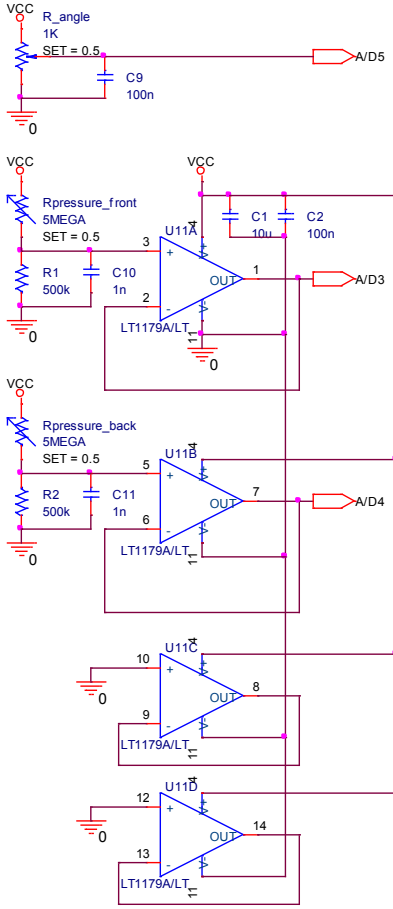 VCC
R_angle
1K
SET = 0.5
A/D5
C9
100n
0
VCC
VCC
Rpressure_front
5MEGA
SET = 0.5
U11A
4
V+
C1
10u
C2
100n
3
+
1
OUT
A/D3
R1
500k
C10
1n
2
-
V-
11
LT1179A/LT
0
0
VCC
Rpressure_back
5MEGA
SET = 0.5
U11B
4
V+
5
+
7
OUT
A/D4
R2
500k
C11
1n
6
-
V-
11
LT1179A/LT
0
U11C
4
V+
10
+
8
OUT
0
9
-
V-
11
LT1179A/LT
U11D
4
V+
12
+
14
OUT
0
13
-
V-
11
LT1179A/LT